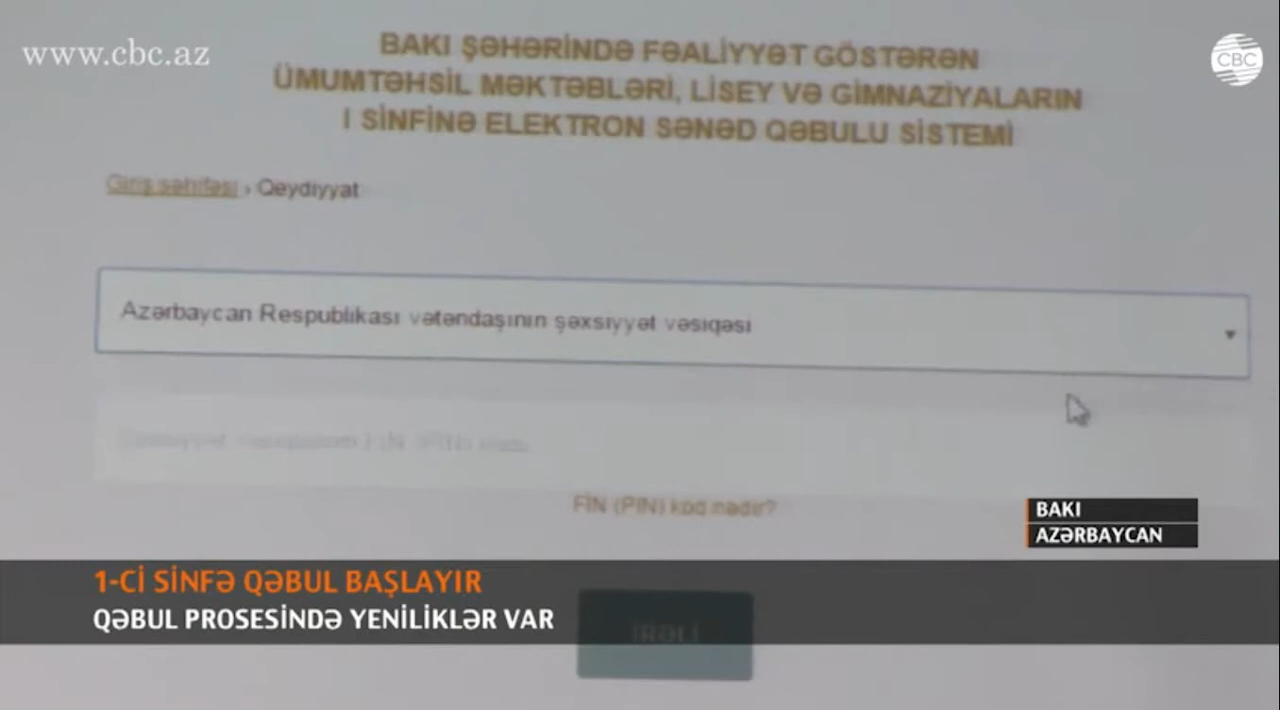 www.cbc.az
CBC
BAKI ŞƏHƏRİNDƏ FƏALİYYƏT GÖSTƏRƏN
ÜMUMTƏHSİL MƏKTƏBLƏRİ, LİSEY VƏ GİMNAZİYALARIN
I SİNFİNƏ ELEKTRON SƏNƏD QƏBULU SİSTEMİ
Giriş səhifəsi › Qeydiyyat
Azərbaycan Respublikası vətəndaşının şəxsiyyət vəsiqəsi
FİN (PIN) kod nədir?
BAKI
AZƏRBAYCAN
1-Cİ SİNFƏ QƏBUL BAŞLAYIR
QƏBUL PROSESİNDƏ YENİLİKLƏR VAR
İRƏLİ